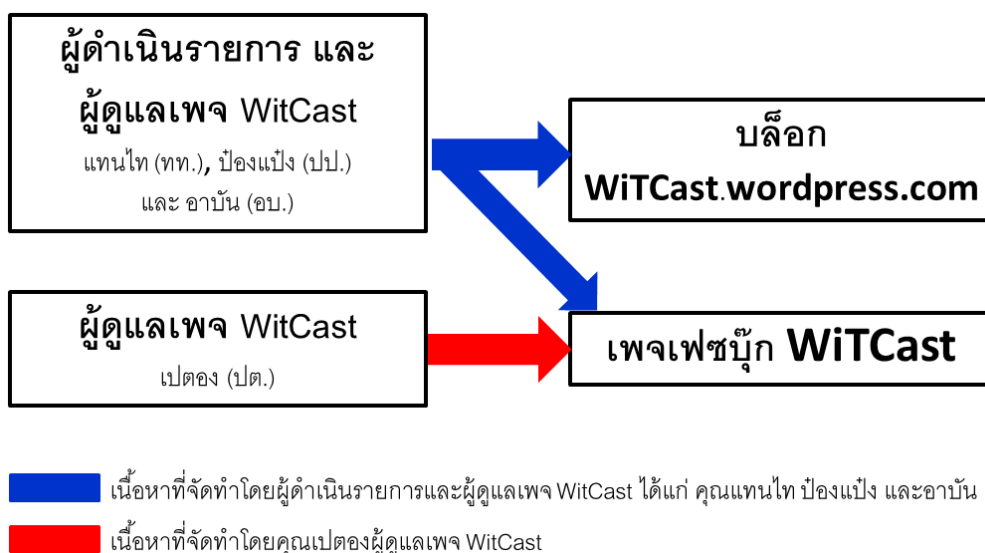 ผู้ดำเนินรายการ และ
ผู้ดูแลเพจ WitCast
แทนไท (ทท.), ป๋องแป๋ง (ปป.)
และ อาบัน (อบ.)
บล็อก
WiTCast.wordpress.com
ผู้ดูแลเพจ WitCast
เปตอง (ปต.)
เพจเฟซบุ๊ก WiTCast
เนื้อหาที่จัดทำโดยผู้ดำเนินรายการและผู้ดูแลเพจ WitCast ได้แก่ คุณแทนไท ป๋องแป๋ง และอาบัน
เนื้อหาที่จัดทำโดยคุณเปตองผู้ดูแลเพจ WitCast